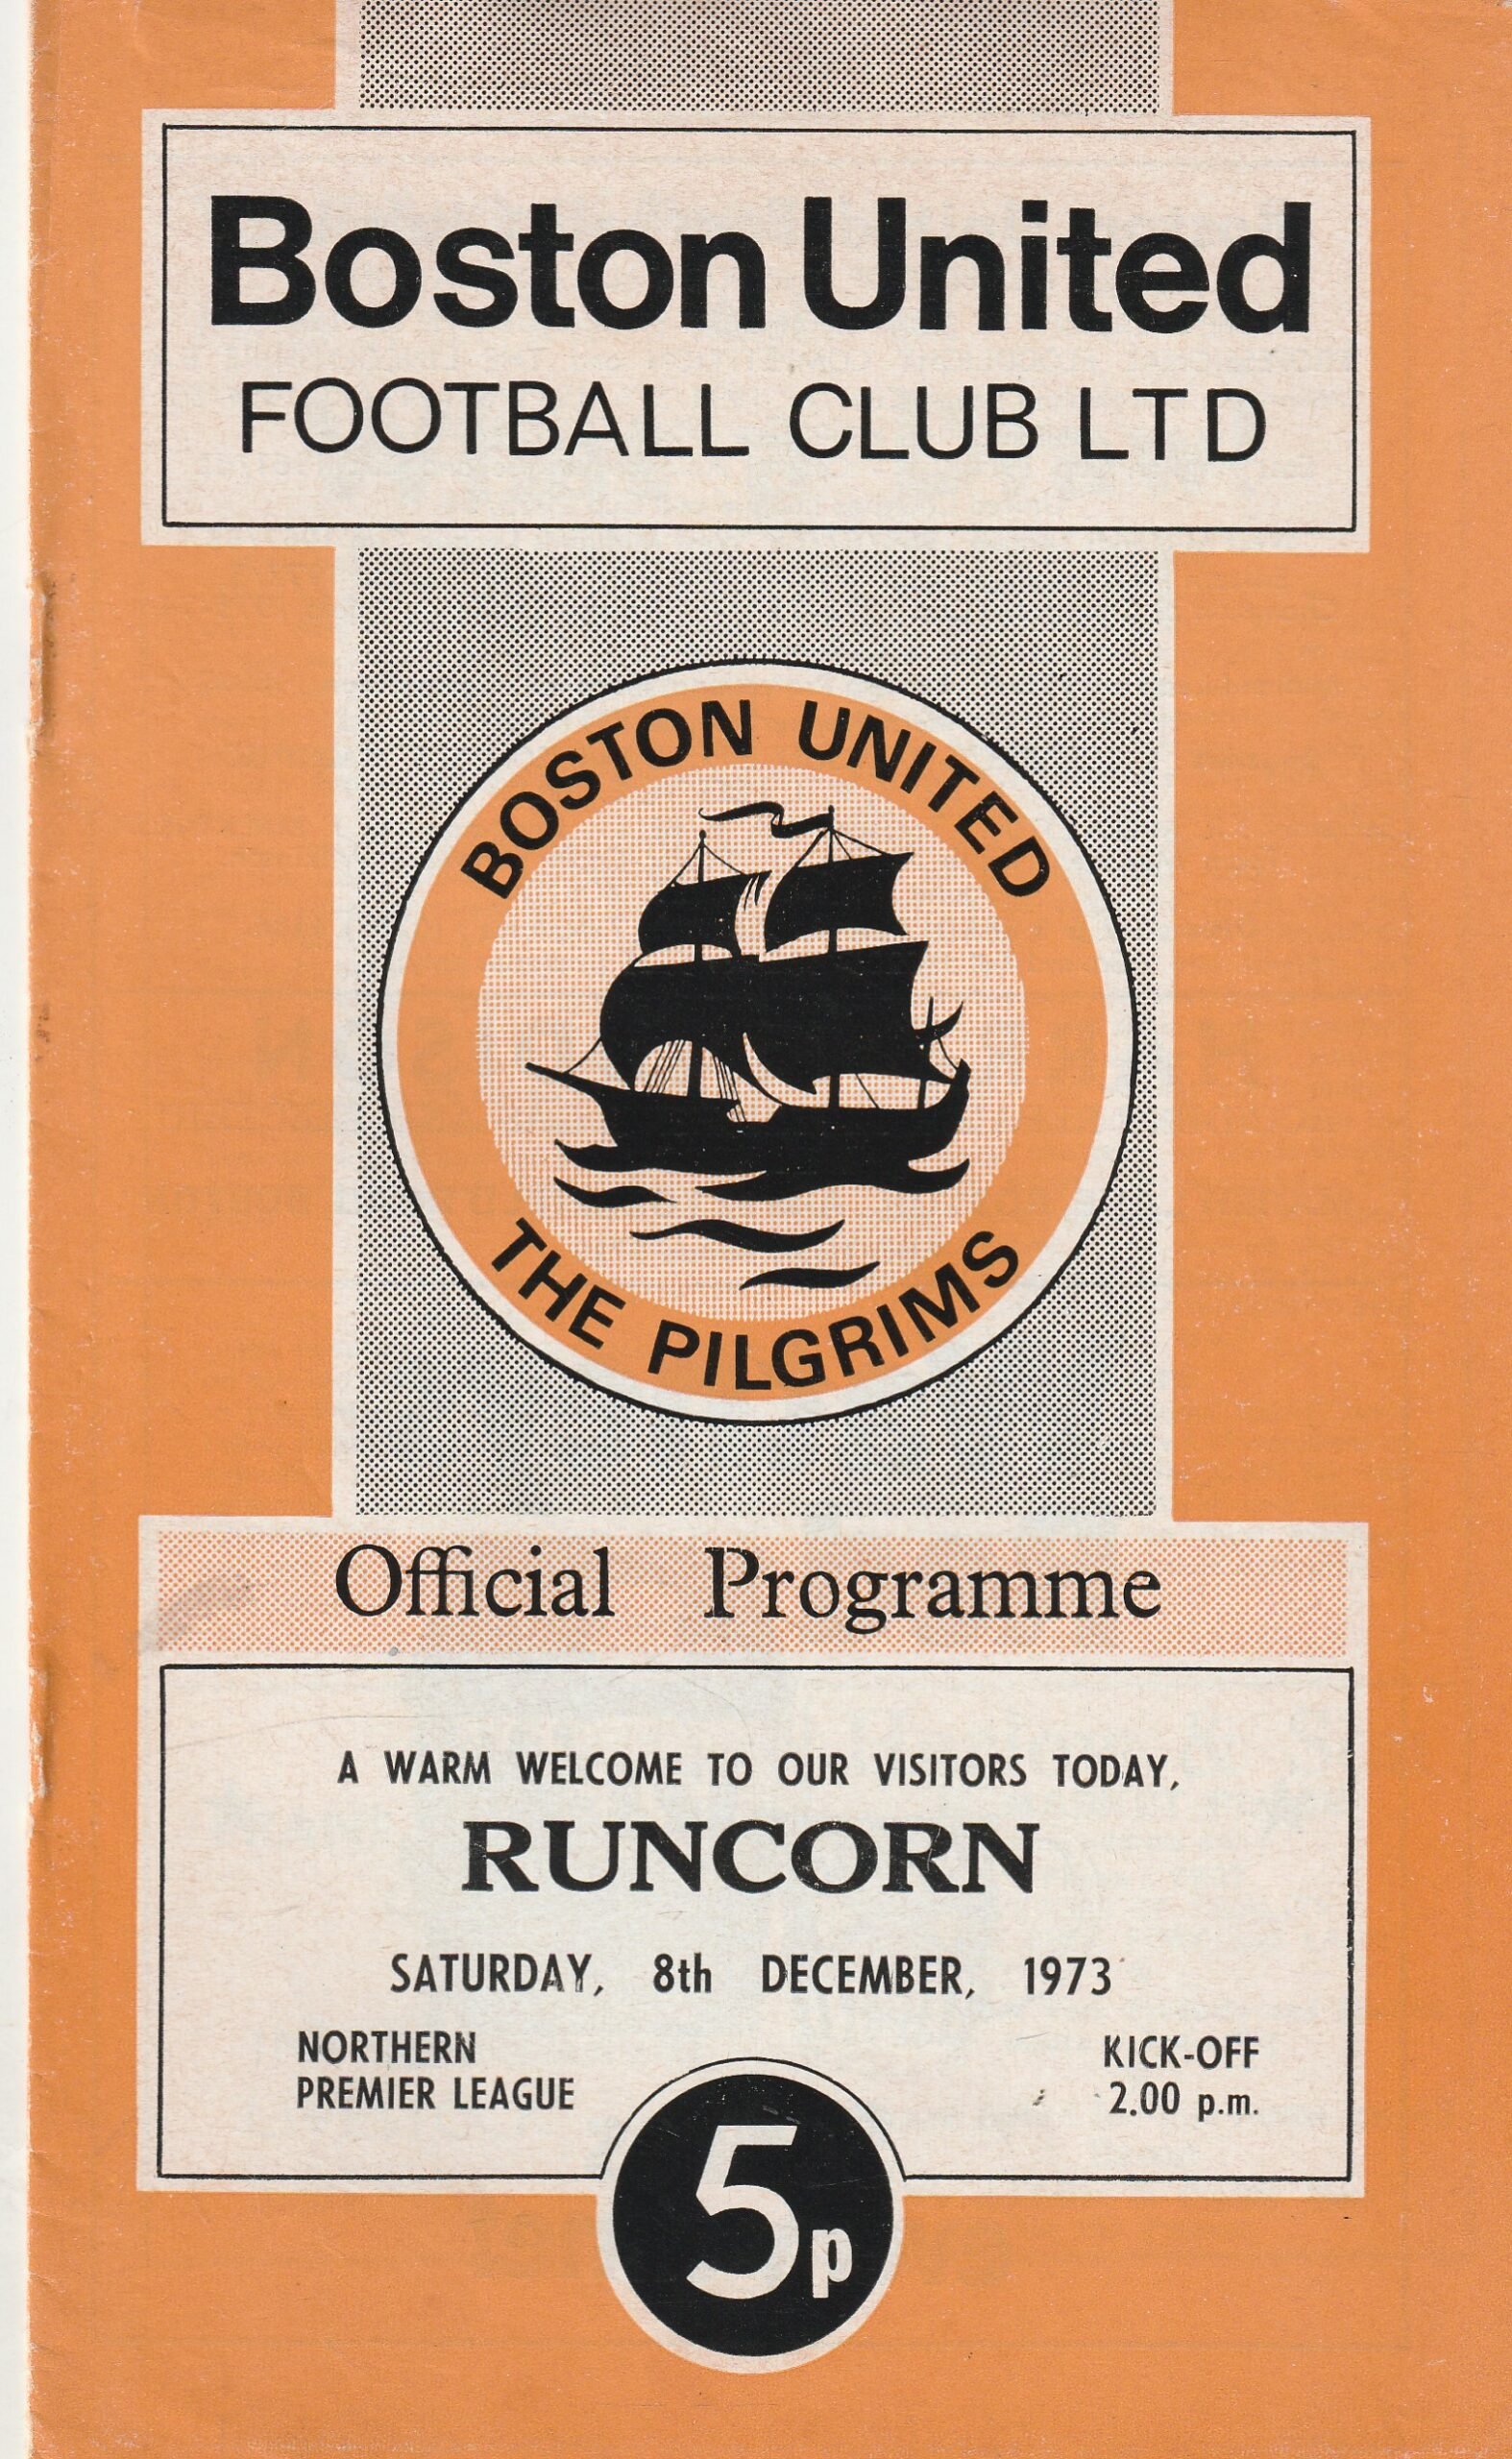 Boston United
FOOTBALL CLUB LTD
BOSTON UNITED
THE PILGRIMS
Official Programme
A WARM WELCOME TO OUR VISITORS TODAY,
RUNCORN
SATURDAY, 8th DECEMBER, 1973
NORTHERN
PREMIER LEAGUE
KICK-OFF
2.00 p.m.
5p